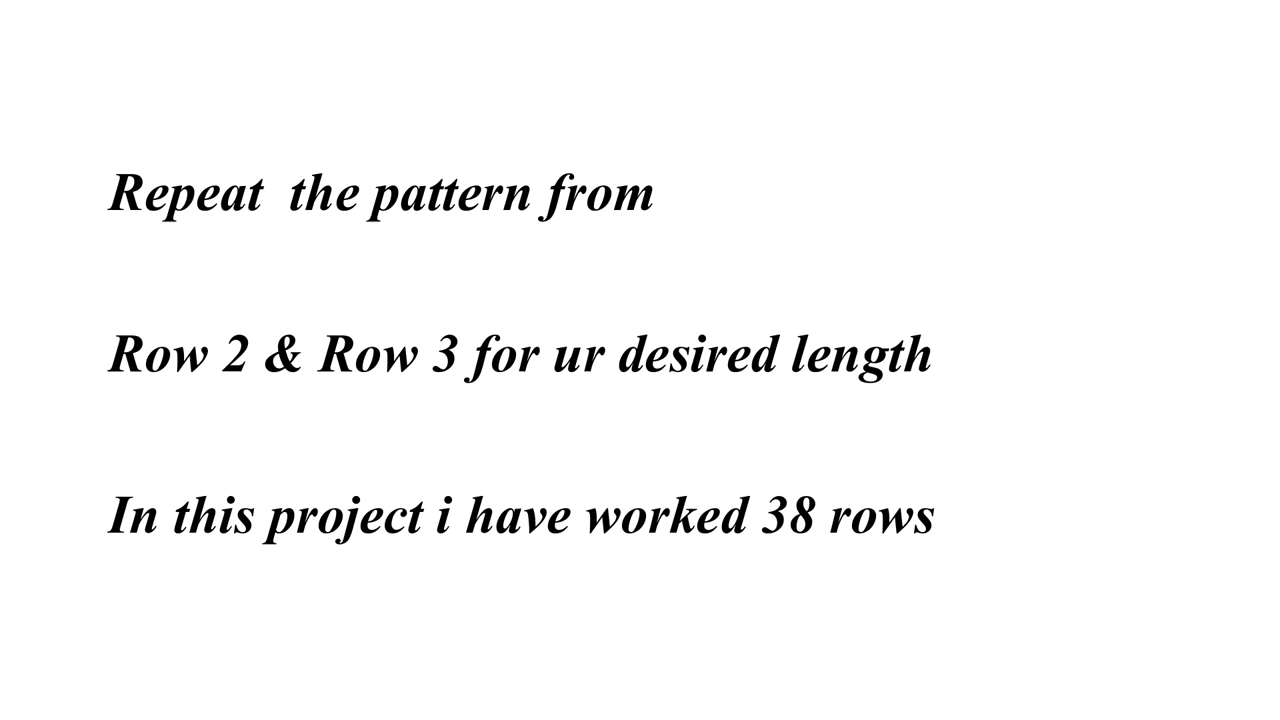 Repeat  the pattern from
Row 2 & Row 3 for ur desired length
In this project i have worked 38 rows